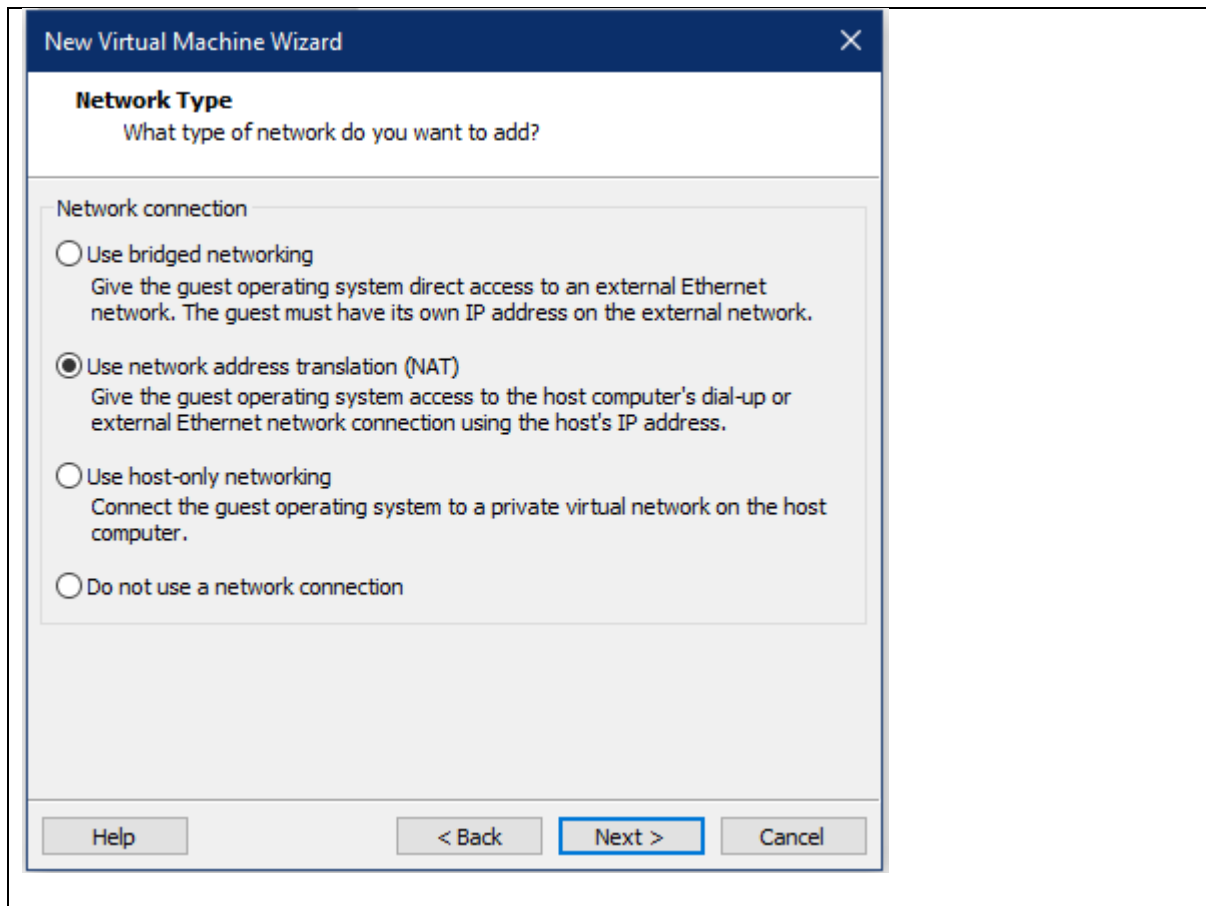 New Virtual Machine Wizard
Network Type
What type of network do you want to add?
Network connection
Use bridged networking
Give the guest operating system direct access to an external Ethernet
network. The guest must have its own IP address on the external network.
Use network address translation (NAT)
Give the guest operating system access to the host computer's dial-up or
external Ethernet network connection using the host's IP address.
Use host-only networking
Connect the guest operating system to a private virtual network on the host
computer.
Do not use a network connection
Help
< Back
Next >
Cancel